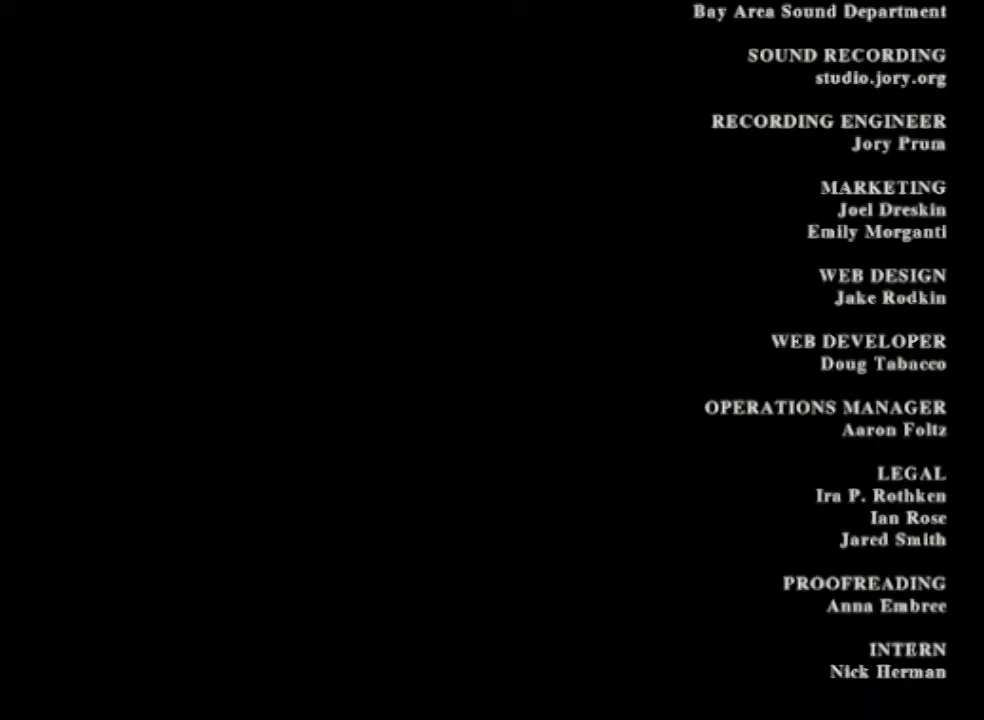 Bay Area Sound Department
SOUND RECORDING
studio.jory.org
RECORDING ENGINEER
Jory Prum
MARKETING
Joel Dreskin
Emily Morganti
WEB DESIGN
Jake Rodkin
WEB DEVELOPER
Doug Tabacco
OPERATIONS MANAGER
Aaron Foltz
LEGAL
Ira P. Rothken
Ian Rose
Jared Smith
PROOFREADING
Anna Embree
INTERN
Nick Herman